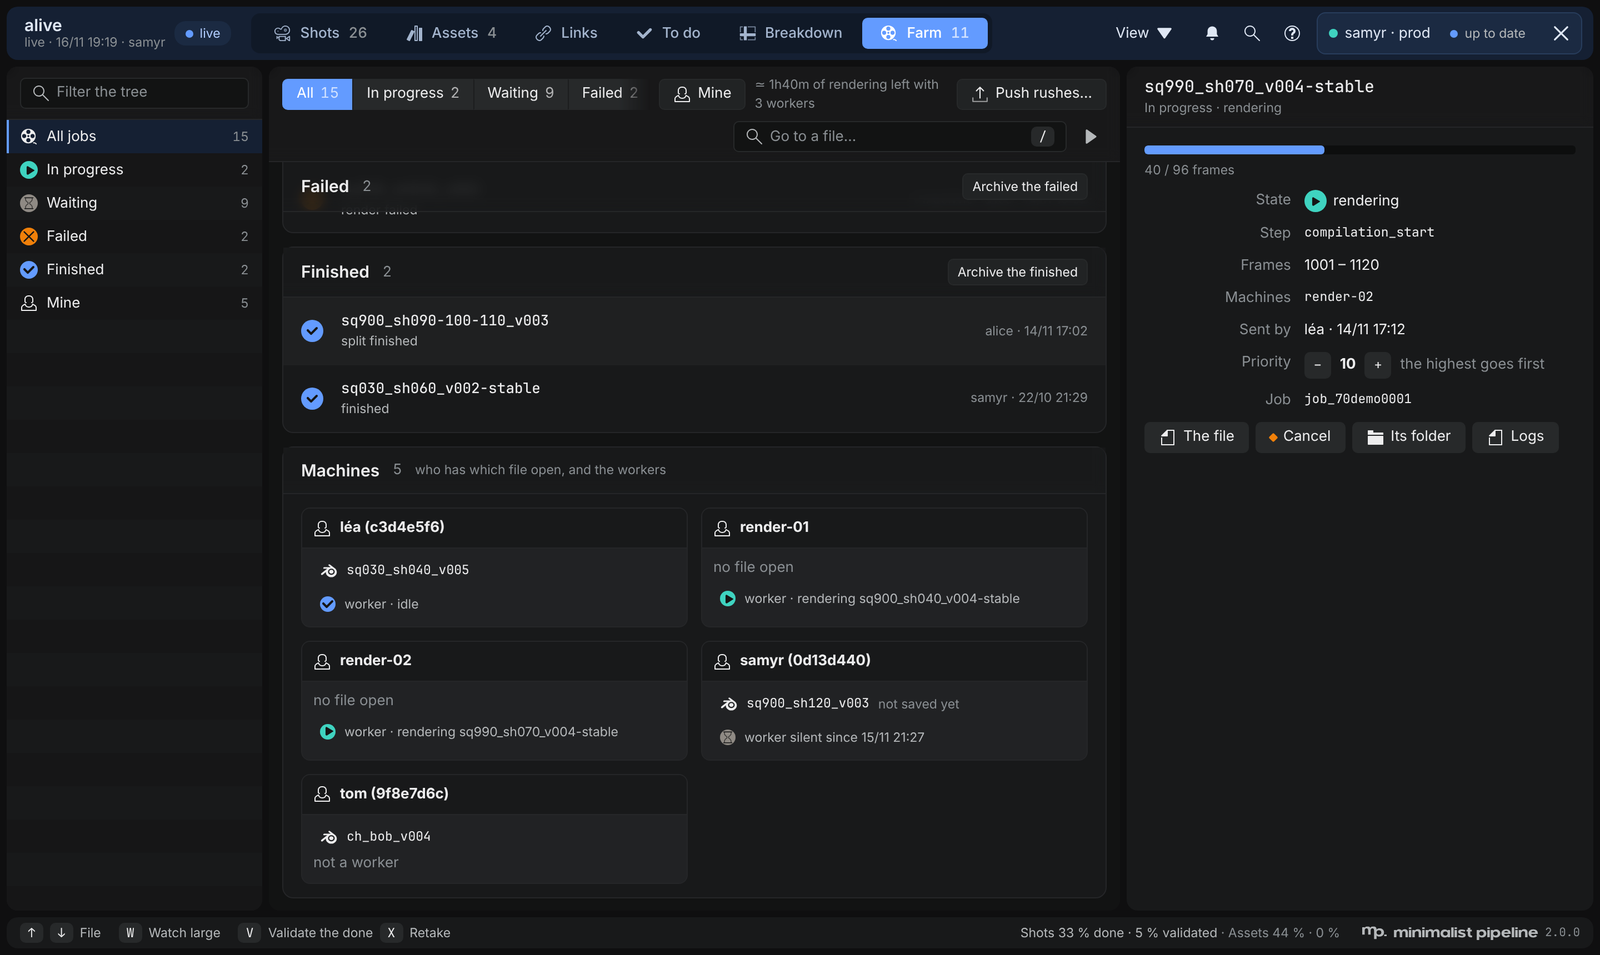 alive
live · 16/11 19:19 · samyr
live
Shots 26
Assets 4
Links
To do
Breakdown
Farm 11
View
samyr · prod
up to date
Filter the tree
All jobs 15
In progress 2
Waiting 9
Failed 2
Finished 2
Mine 5
All 15
In progress 2
Waiting 9
Failed 2
Mine
≃ 1h40m of rendering left with
3 workers
Push rushes...
Go to a file...
/
Failed 2
Archive the failed
render failed
Finished 2
Archive the finished
sq900_sh090-100-110_v003
split finished
alice · 14/11 17:02
sq030_sh060_v002-stable
finished
samyr · 22/10 21:29
Machines 5 who has which file open, and the workers
léa (c3d4e5f6)
sq030_sh040_v005
worker · idle
render-01
no file open
worker · rendering sq900_sh040_v004-stable
render-02
no file open
worker · rendering sq990_sh070_v004-stable
samyr (0d13d440)
sq900_sh120_v003 not saved yet
worker silent since 15/11 21:27
tom (9f8e7d6c)
ch_bob_v004
not a worker
sq990_sh070_v004-stable
In progress · rendering
40 / 96 frames
State rendering
Step compilation_start
Frames 1001 – 1120
Machines render-02
Sent by léa · 14/11 17:12
Priority − 10 + the highest goes first
Job job_70demo0001
The file
Cancel
Its folder
Logs
↑ ↓ File
W Watch large
V Validate the done
X Retake
Shots 33 % done · 5 % validated · Assets 44 % · 0 %
mp. minimalist pipeline 2.0.0